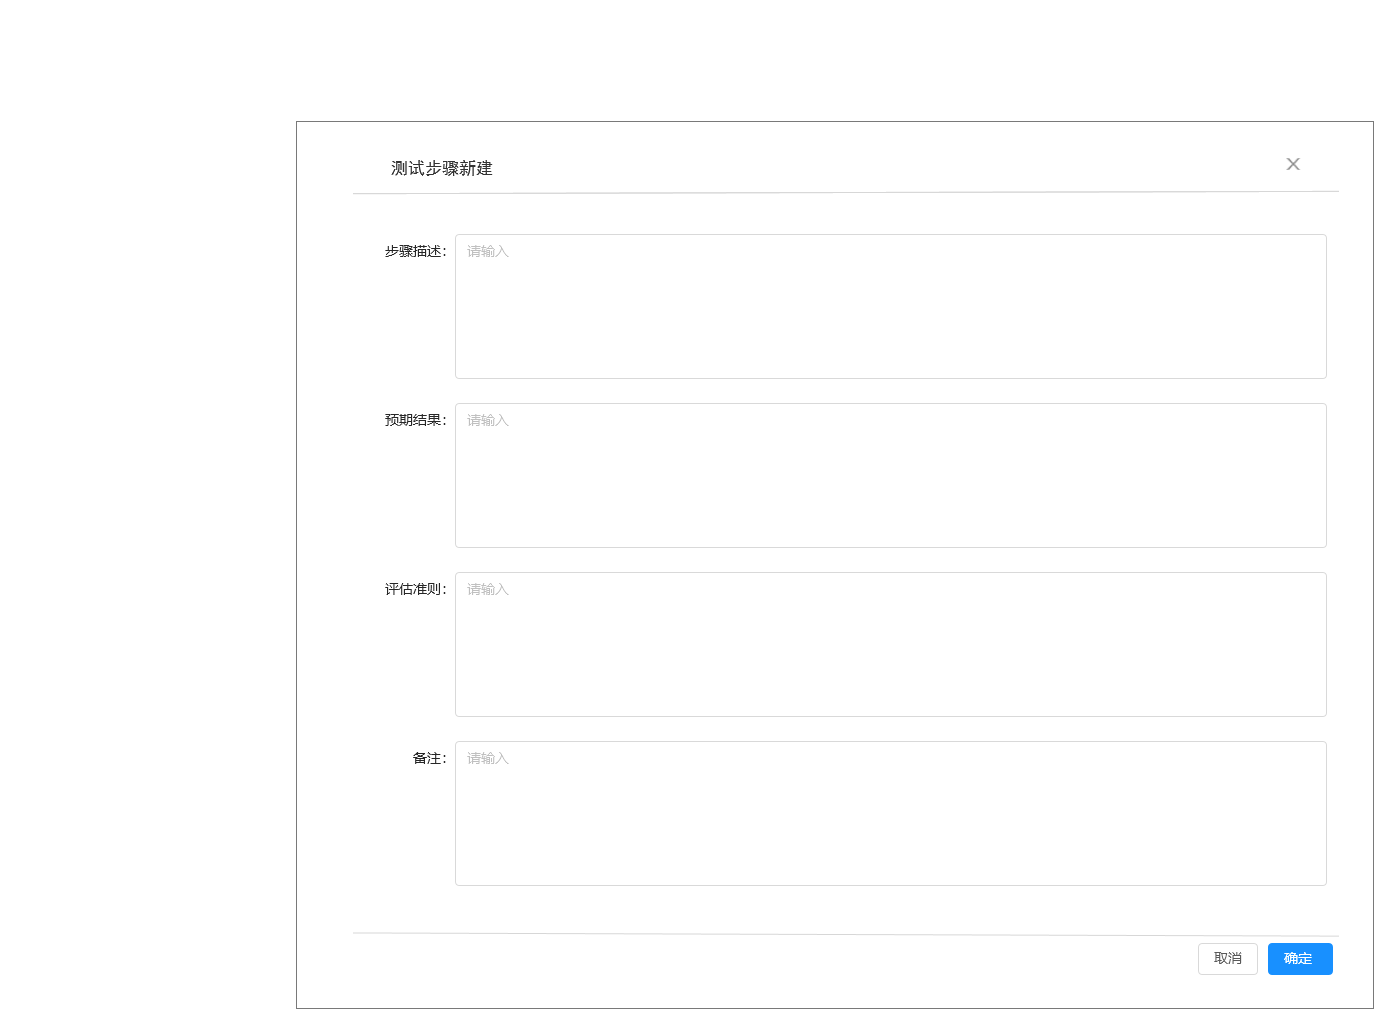 测试步骤新建
步骤描述：
请输入
预期结果：
请输入
评估准则：
请输入
备注：
请输入
取消
确定